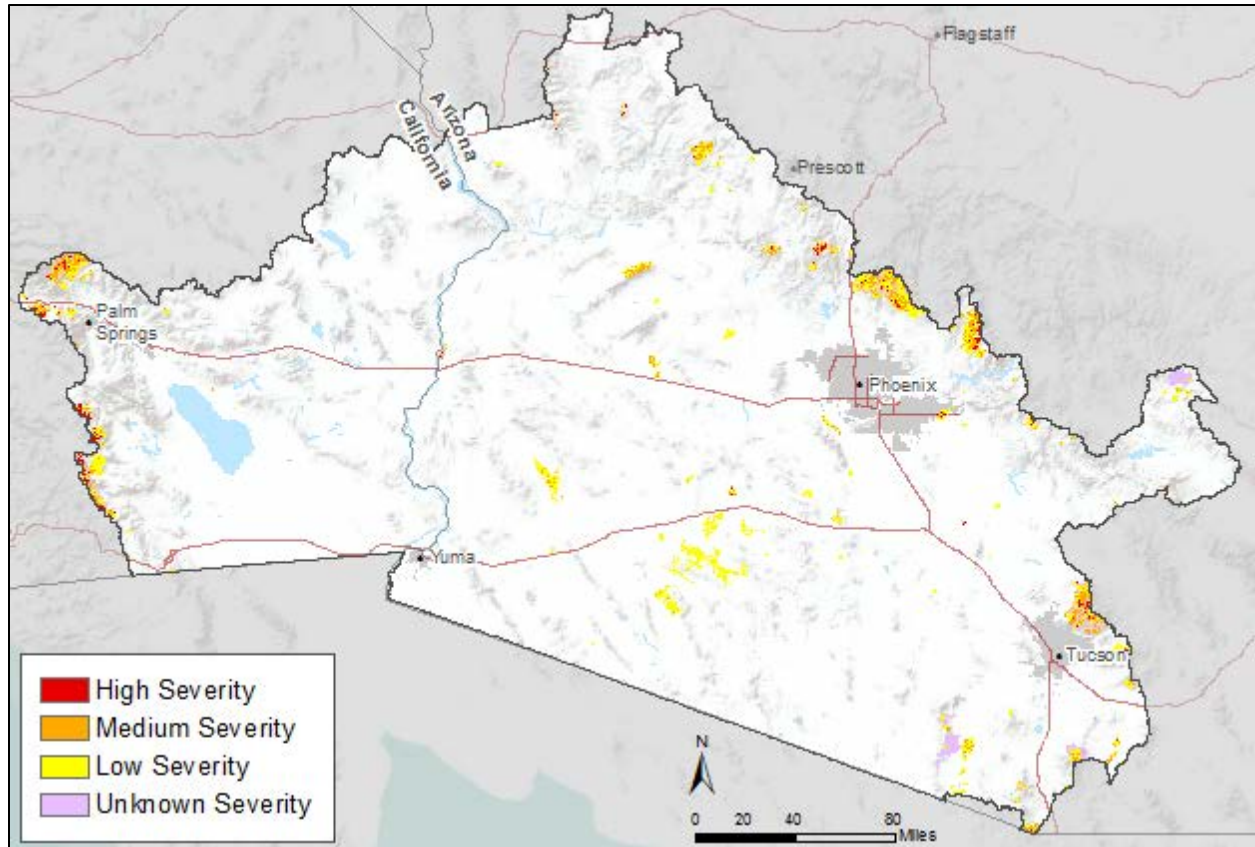 Flagstaff
Arizona
California
Prescott
Palm
Springs
Phoenix
Yuma
Tucson
High Severity
Medium Severity
Low Severity
Unknown Severity
N
0 20 40 80
Miles